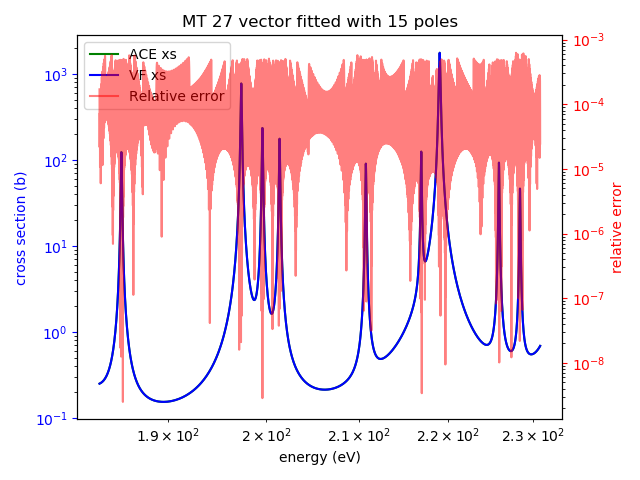 MT 27 vector fitted with 15 poles
ACE xs
VF xs
Relative error
cross section (b)
10³
10²
10¹
10⁰
10⁻¹
10⁻³
10⁻⁴
10⁻⁵
10⁻⁶
10⁻⁷
10⁻⁸
relative error
1.9 × 10² 2 × 10² 2.1 × 10² 2.2 × 10² 2.3 × 10²
energy (eV)